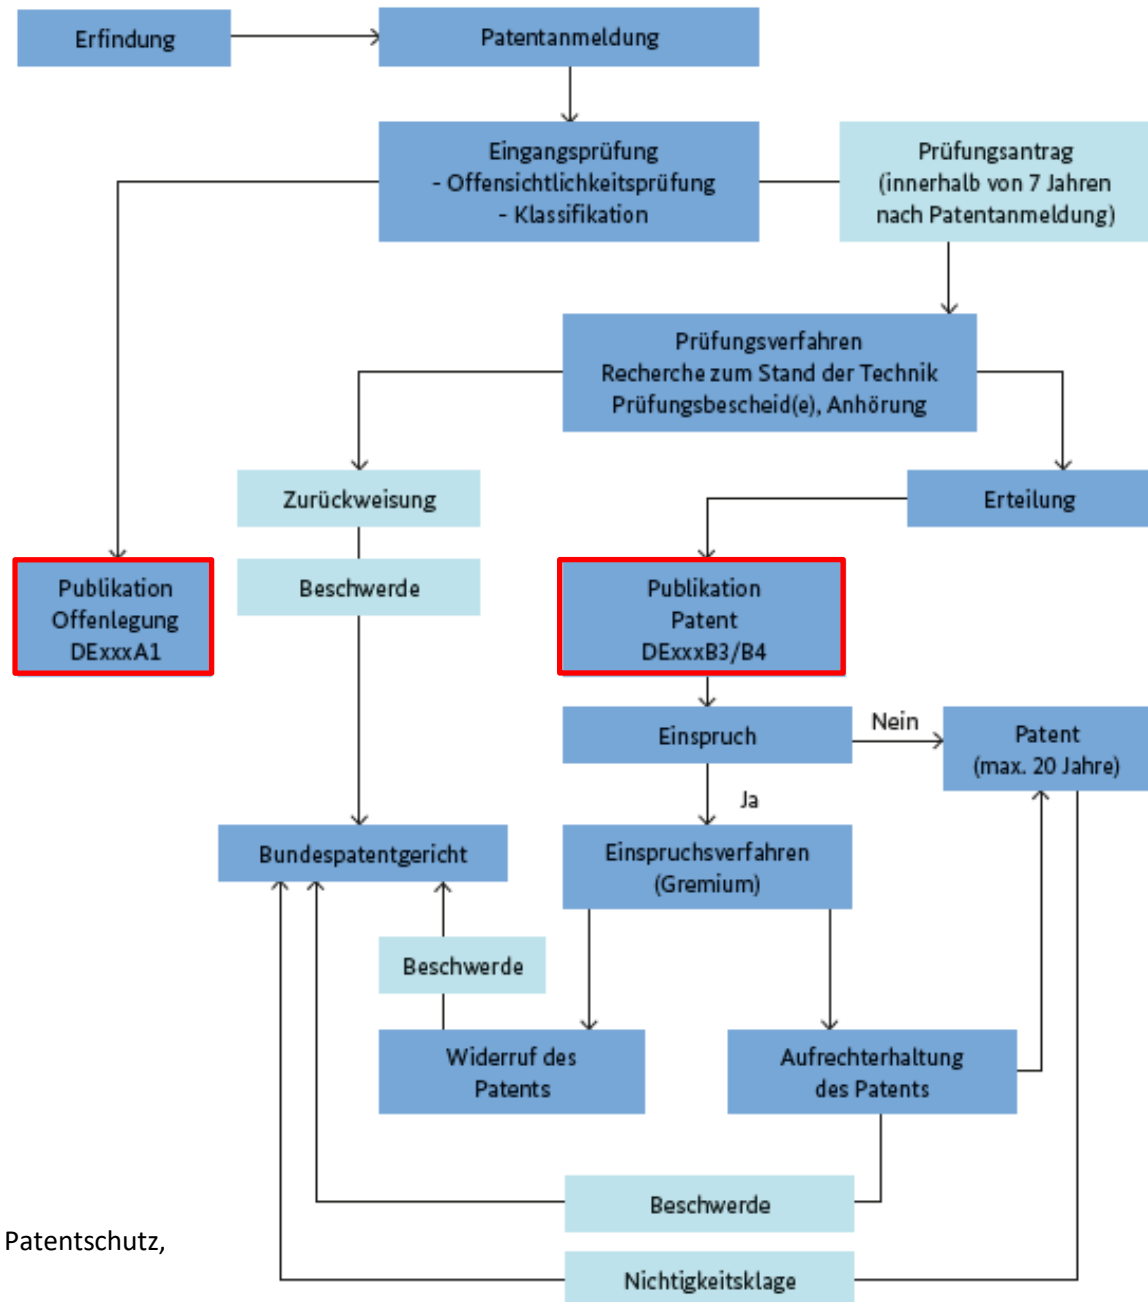 Erfindung
Patentanmeldung
Eingangsprüfung
- Offensichtlichkeitsprüfung
- Klassifikation
Prüfungsantrag
(innerhalb von 7 Jahren
nach Patentanmeldung)
Prüfungsverfahren
Recherche zum Stand der Technik
Prüfungsbescheid(e), Anhörung
Zurückweisung
Erteilung
Beschwerde
Publikation
Offenlegung
DExxxA1
Publikation
Patent
DExxxB3/B4
Einspruch
Nein
Patent
(max. 20 Jahre)
Ja
Bundespatentgericht
Einspruchsverfahren
(Gremium)
Beschwerde
Widerruf des
Patents
Aufrechterhaltung
des Patents
Beschwerde
Patentschutz,
Nichtigkeitsklage